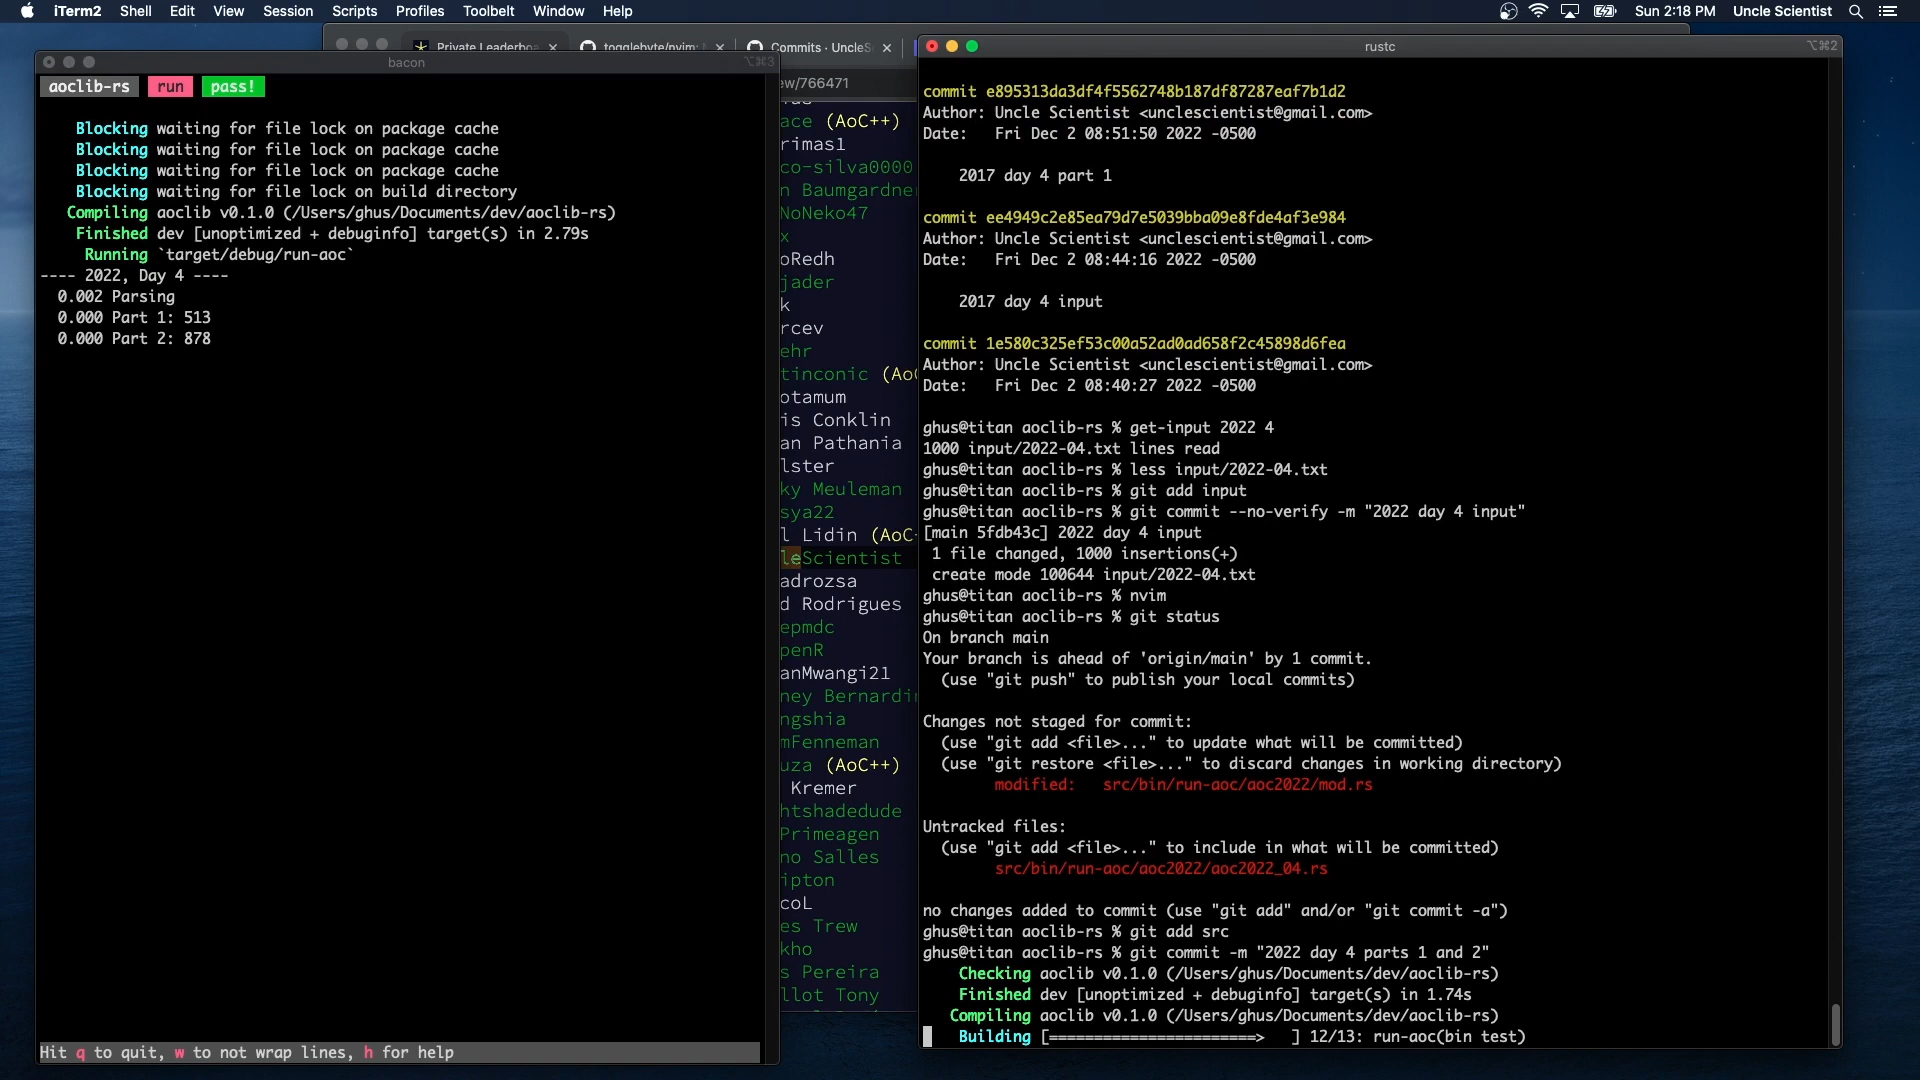 iTerm2 Shell Edit View Session Scripts Profiles Toolbelt Window Help Sun 2:18 PM Uncle Scientist
Private Leaderbo togglebyte/nvim: Commits · UncleS
bacon ⌥⌘3
aoclib-rs run pass!
Blocking waiting for file lock on package cache
Blocking waiting for file lock on package cache
Blocking waiting for file lock on package cache
Blocking waiting for file lock on build directory
Compiling aoclib v0.1.0 (/Users/ghus/Documents/dev/aoclib-rs)
Finished dev [unoptimized + debuginfo] target(s) in 2.79s
Running `target/debug/run-aoc`
---- 2022, Day 4 ----
0.002 Parsing
0.000 Part 1: 513
0.000 Part 2: 878
Hit q to quit, w to not wrap lines, h for help
ew/766471
ace (AoC++)
rimasl
co-silva0000
n Baumgardne
NoNeko47
x
oRedh
jader
k
rcev
ehr
tinconic (Ao
otamum
is Conklin
an Pathania
lster
ky Meuleman
sya22
l Lidin (AoC
leScientist
adrozsa
d Rodrigues
epmdc
penR
anMwangi21
ney Bernardi
ngshia
mFenneman
uza (AoC++)
Kremer
htshadedude
Primeagen
no Salles
ipton
coL
es Trew
kho
s Pereira
llot Tony
rustc ⌥⌘2
commit e895313da3df4f5562748b187df87287eaf7b1d2
Author: Uncle Scientist <unclescientist@gmail.com>
Date: Fri Dec 2 08:51:50 2022 -0500
2017 day 4 part 1
commit ee4949c2e85ea79d7e5039bba09e8fde4af3e984
Author: Uncle Scientist <unclescientist@gmail.com>
Date: Fri Dec 2 08:44:16 2022 -0500
2017 day 4 input
commit 1e580c325ef53c00a52ad0ad658f2c45898d6fea
Author: Uncle Scientist <unclescientist@gmail.com>
Date: Fri Dec 2 08:40:27 2022 -0500
ghus@titan aoclib-rs % get-input 2022 4
1000 input/2022-04.txt lines read
ghus@titan aoclib-rs % less input/2022-04.txt
ghus@titan aoclib-rs % git add input
ghus@titan aoclib-rs % git commit --no-verify -m "2022 day 4 input"
[main 5fdb43c] 2022 day 4 input
1 file changed, 1000 insertions(+)
create mode 100644 input/2022-04.txt
ghus@titan aoclib-rs % nvim
ghus@titan aoclib-rs % git status
On branch main
Your branch is ahead of 'origin/main' by 1 commit.
(use "git push" to publish your local commits)
Changes not staged for commit:
(use "git add <file>..." to update what will be committed)
(use "git restore <file>..." to discard changes in working directory)
modified: src/bin/run-aoc/aoc2022/mod.rs
Untracked files:
(use "git add <file>..." to include in what will be committed)
src/bin/run-aoc/aoc2022/aoc2022_04.rs
no changes added to commit (use "git add" and/or "git commit -a")
ghus@titan aoclib-rs % git add src
ghus@titan aoclib-rs % git commit -m "2022 day 4 parts 1 and 2"
Checking aoclib v0.1.0 (/Users/ghus/Documents/dev/aoclib-rs)
Finished dev [unoptimized + debuginfo] target(s) in 1.74s
Compiling aoclib v0.1.0 (/Users/ghus/Documents/dev/aoclib-rs)
Building [=======================> ] 12/13: run-aoc(bin test)